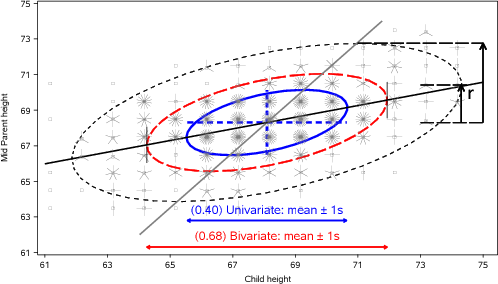 75
73
71
69
67
65
63
61
Mid Parent height
r
(0.40) Univariate: mean ± 1s
(0.68) Bivariate: mean ± 1s
61 63 65 67 69 71 73 75
Child height